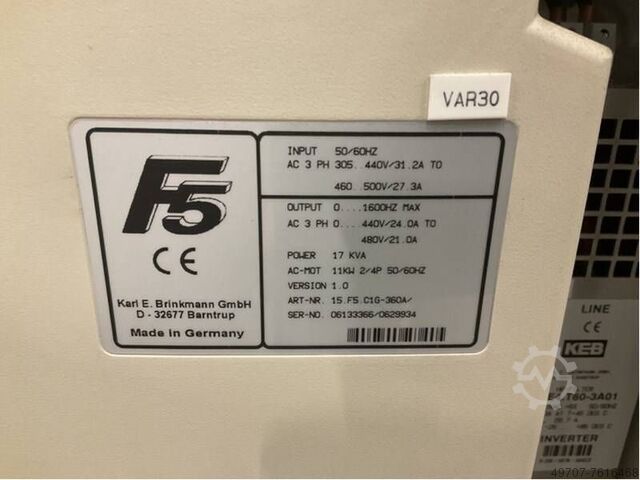 VAR30
F5
CE
Karl E. Brinkmann GmbH
D - 32677 Barntrup
Made in Germany
INPUT 50/60HZ
AC 3 PH 305..440V/31.2A TO
460..500V/27.3A
OUTPUT 0....1600HZ MAX
AC 3 PH 0....440V/24.0A TO
480V/21.0A
POWER 17 KVA
AC-MOT 11KW 2/4P 50/60HZ
VERSION 1.0
ART-NR. 15.F5.C1G-360A/
SER-NO. 06133366/0629934
LINE
CE
KEB
T60-3A01
INVERTER
49707-7616468